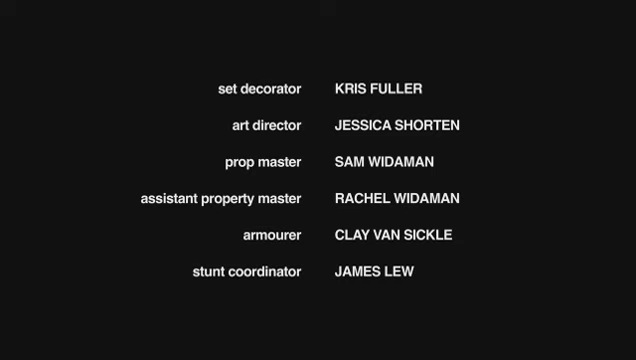 set decorator KRIS FULLER
art director JESSICA SHORTEN
prop master SAM WIDAMAN
assistant property master RACHEL WIDAMAN
armourer CLAY VAN SICKLE
stunt coordinator JAMES LEW